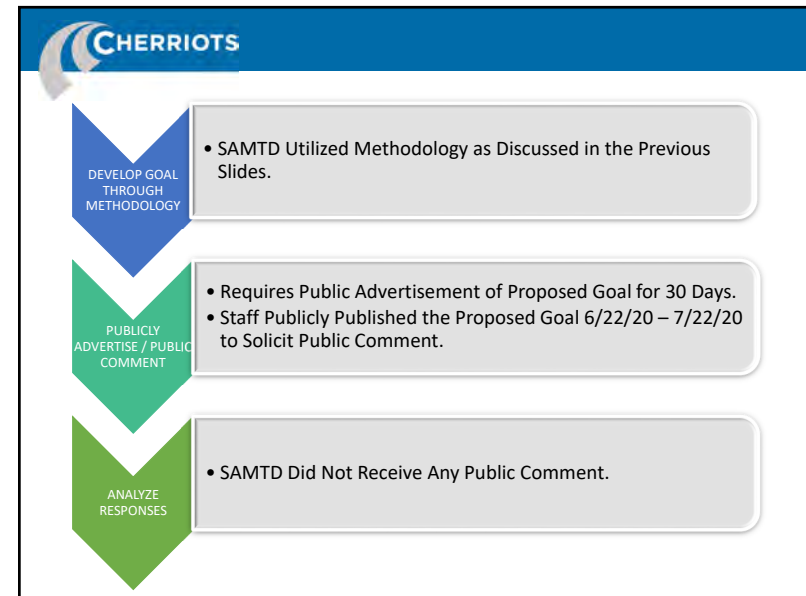 CHERRIOTS
DEVELOP GOAL
THROUGH
METHODOLOGY
• SAMTD Utilized Methodology as Discussed in the Previous
Slides.
PUBLICLY
ADVERTISE / PUBLIC
COMMENT
• Requires Public Advertisement of Proposed Goal for 30 Days.
• Staff Publicly Published the Proposed Goal 6/22/20 – 7/22/20
to Solicit Public Comment.
ANALYZE
RESPONSES
• SAMTD Did Not Receive Any Public Comment.